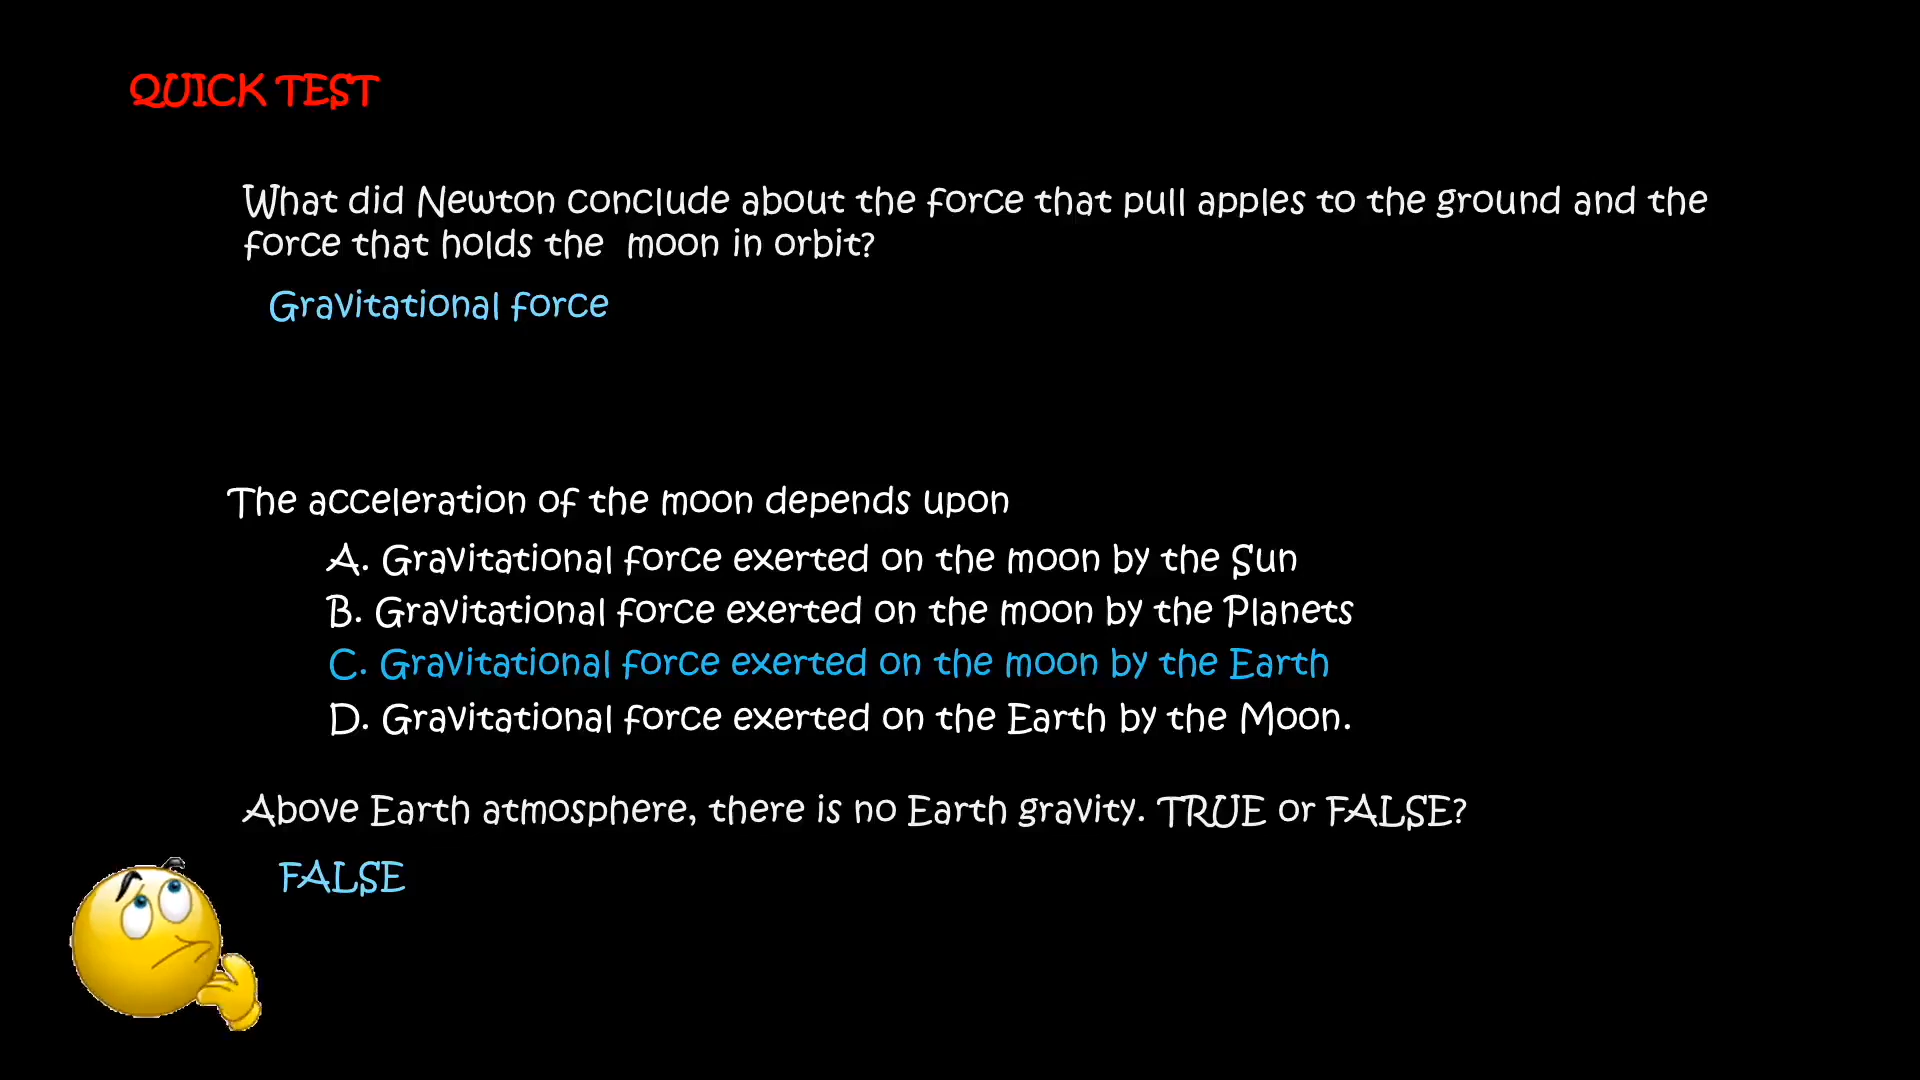 QUICK TEST
What did Newton conclude about the force that pull apples to the ground and the
force that holds the moon in orbit?
Gravitational force
The acceleration of the moon depends upon
A. Gravitational force exerted on the moon by the Sun
B. Gravitational force exerted on the moon by the Planets
C. Gravitational force exerted on the moon by the Earth
D. Gravitational force exerted on the Earth by the Moon.
Above Earth atmosphere, there is no Earth gravity. TRUE or FALSE?
FALSE